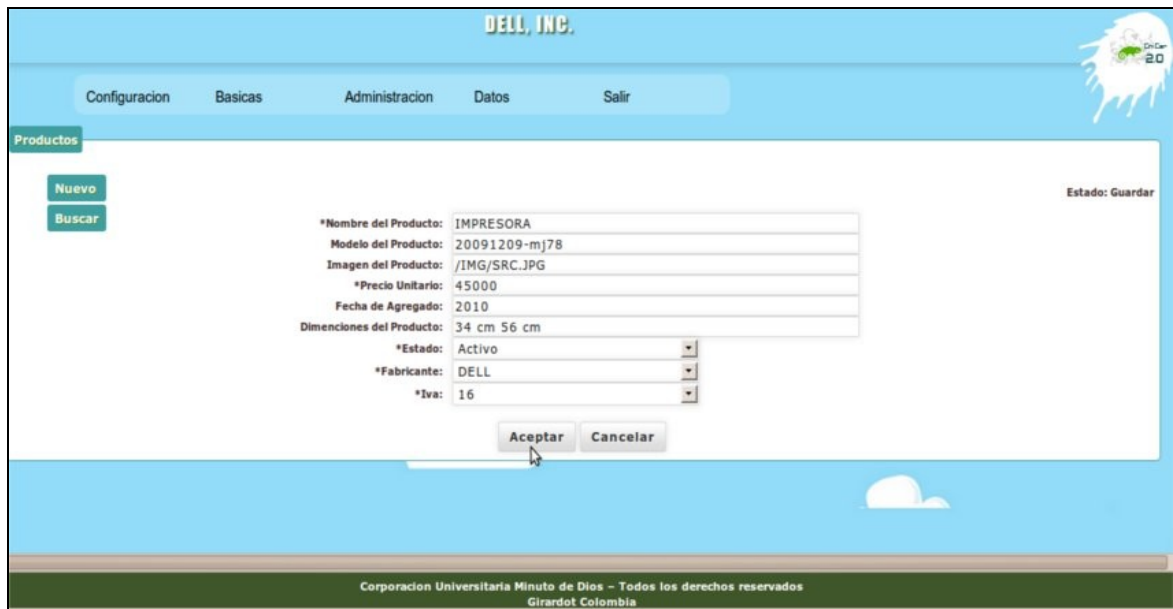 DELL, INC.
CriCar
2.0
Configuracion Basicas Administracion Datos Salir
Productos
Nuevo
Estado: Guardar
Buscar
*Nombre del Producto: IMPRESORA
Modelo del Producto: 20091209-mj78
Imagen del Producto: /IMG/SRC.JPG
*Precio Unitario: 45000
Fecha de Agregado: 2010
Dimenciones del Producto: 34 cm 56 cm
*Estado: Activo
*Fabricante: DELL
*Iva: 16
Aceptar Cancelar
Corporacion Universitaria Minuto de Dios – Todos los derechos reservados
Girardot Colombia